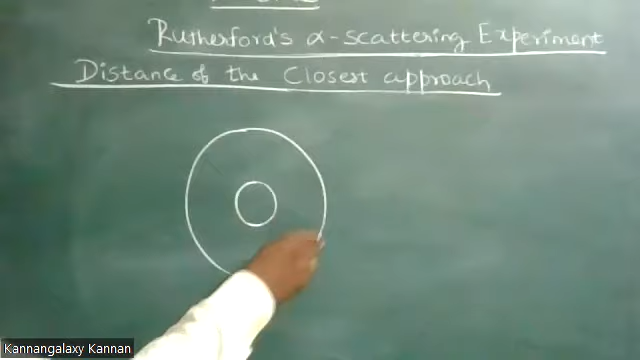 Rutherford's α-scattering Experiment
Distance of the Closest approach
Kannangalaxy Kannan